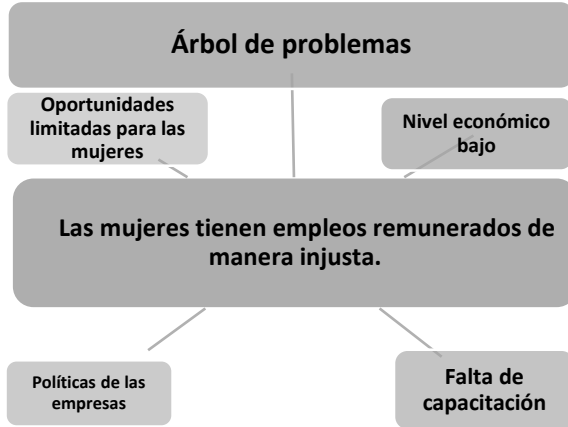 Árbol de problemas
Oportunidades
limitadas para las
mujeres
Nivel económico
bajo
Las mujeres tienen empleos remunerados de
manera injusta.
Políticas de las
empresas
Falta de
capacitación